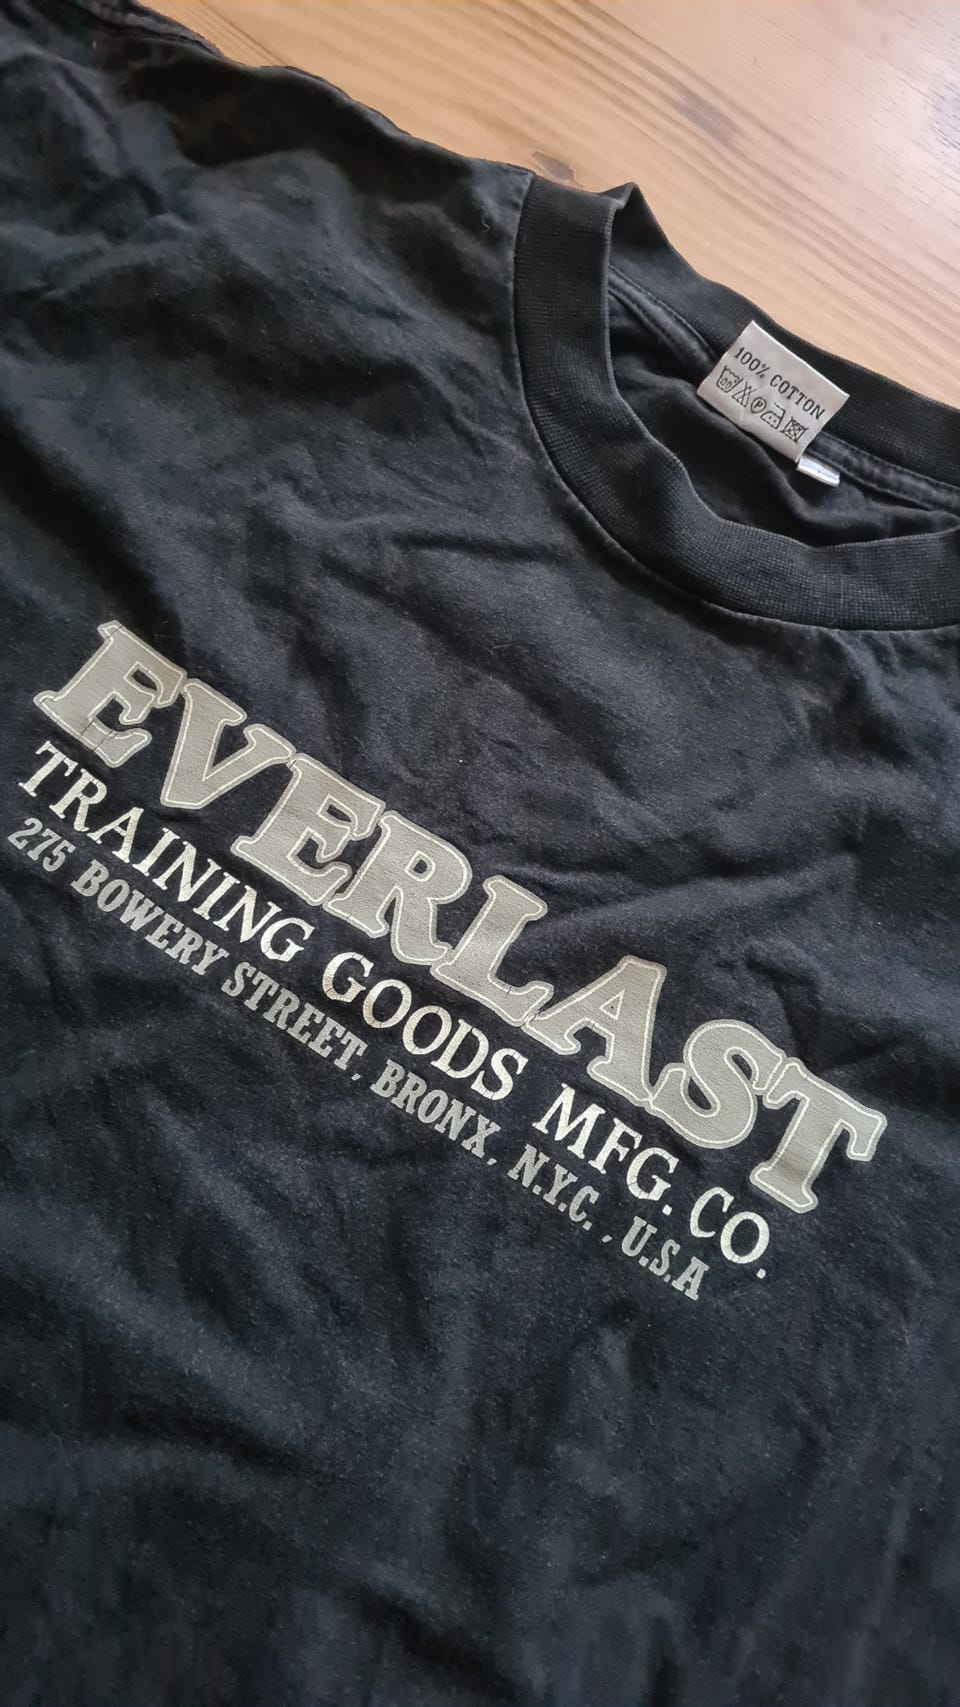 100% COTTON
EVERLAST
TRAINING GOODS MFG. CO.
275 BOWERY STREET, BRONX, N.Y.C. , U.S.A